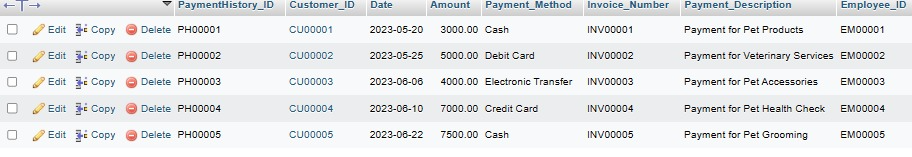 PaymentHistory_ID Customer_ID Date Amount Payment_Method Invoice_Number Payment_Description Employee_ID
Edit Copy Delete PH00001 CU00001 2023-05-20 3000.00 Cash INV00001 Payment for Pet Products EM00001
Edit Copy Delete PH00002 CU00002 2023-05-25 5000.00 Debit Card INV00002 Payment for Veterinary Services EM00002
Edit Copy Delete PH00003 CU00003 2023-06-06 4000.00 Electronic Transfer INV00003 Payment for Pet Accessories EM00003
Edit Copy Delete PH00004 CU00004 2023-06-10 7000.00 Credit Card INV00004 Payment for Pet Health Check EM00004
Edit Copy Delete PH00005 CU00005 2023-06-22 7500.00 Cash INV00005 Payment for Pet Grooming EM00005